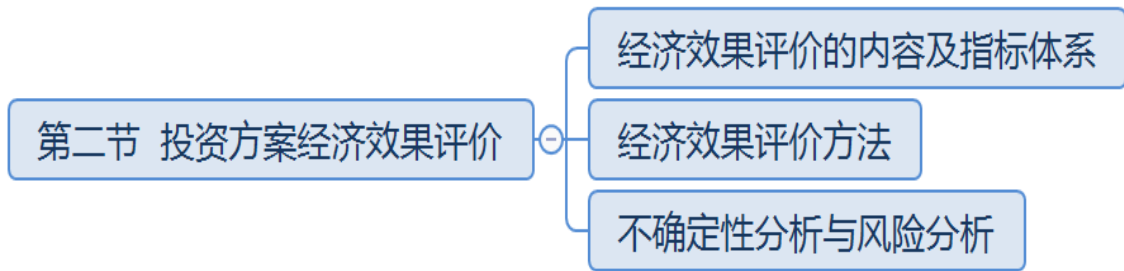 第二节 投资方案经济效果评价
经济效果评价的内容及指标体系
经济效果评价方法
不确定性分析与风险分析